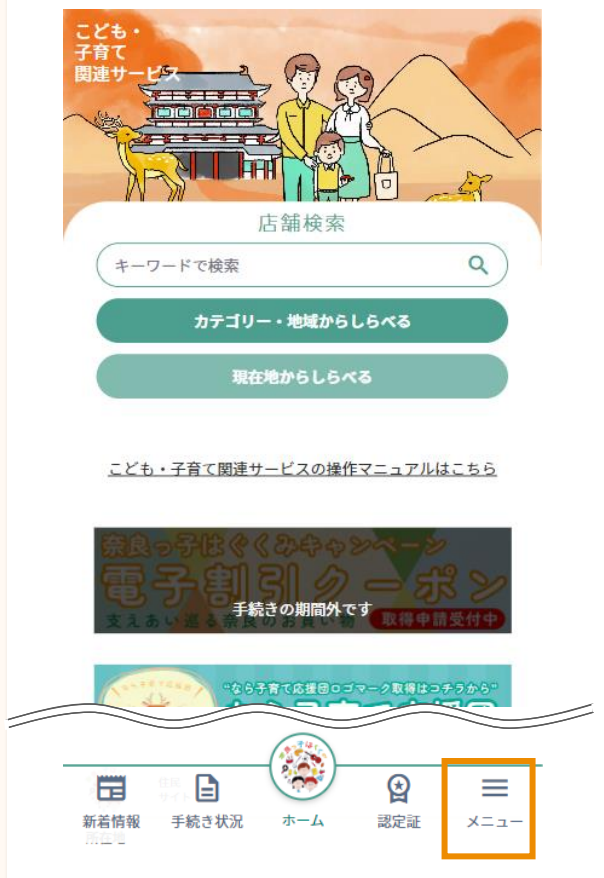 こども・
子育て
関連サービス
店舗検索
キーワードで検索
カテゴリー・地域からしらべる
現在地からしらべる
こども・子育て関連サービスの操作マニュアルはこちら
奈良っ子はぐくみキャンペーン
電子割引クーポン
手続きの期間外です
支えあい巡る奈良のお買い物 取得申請受付中
"なら子育て応援団ロゴマーク取得はコチラから"
新着情報 手続き状況 ホーム 認定証 メニュー